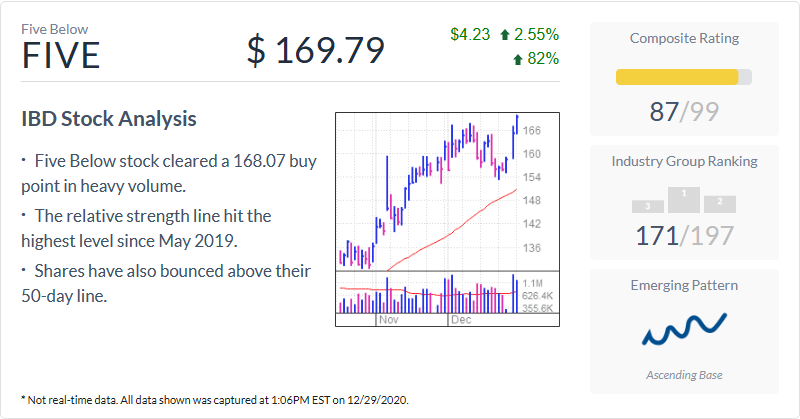 Five Below
FIVE
$ 169.79
$4.23 2.55%
82%
IBD Stock Analysis
· Five Below stock cleared a 168.07 buy
point in heavy volume.
· The relative strength line hit the
highest level since May 2019.
· Shares have also bounced above their
50-day line.
166
160
154
148
142
136
1.1M
626.4K
355.6K
Nov
Dec
Composite Rating
87/99
Industry Group Ranking
3
1
2
171/197
Emerging Pattern
Ascending Base
* Not real-time data. All data shown was captured at 1:06PM EST on 12/29/2020.